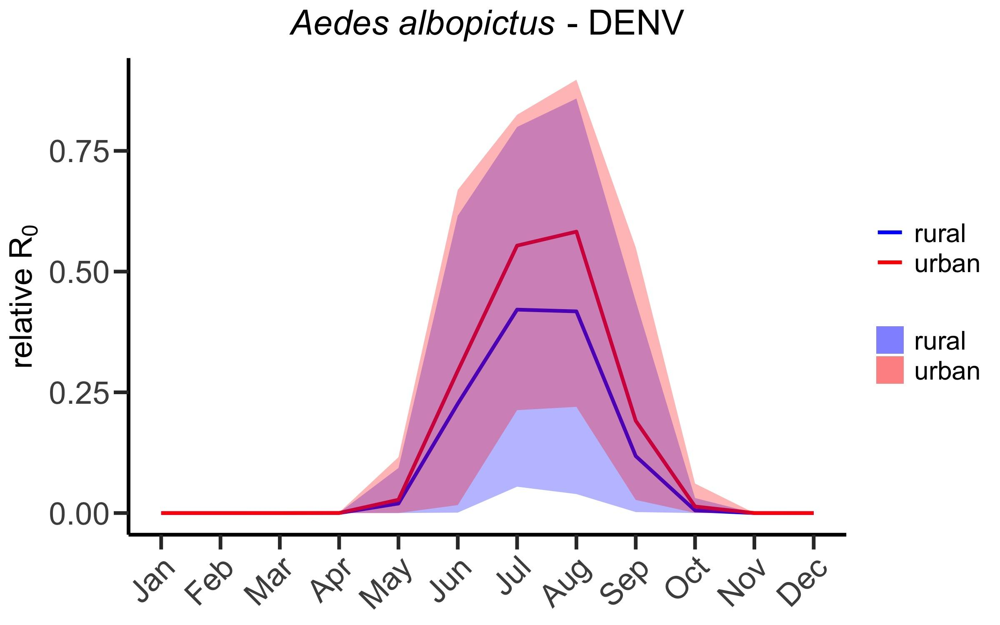 Aedes albopictus - DENV
relative R0
0.75
0.50
0.25
0.00
Jan
Feb
Mar
Apr
May
Jun
Jul
Aug
Sep
Oct
Nov
Dec
rural
urban
rural
urban